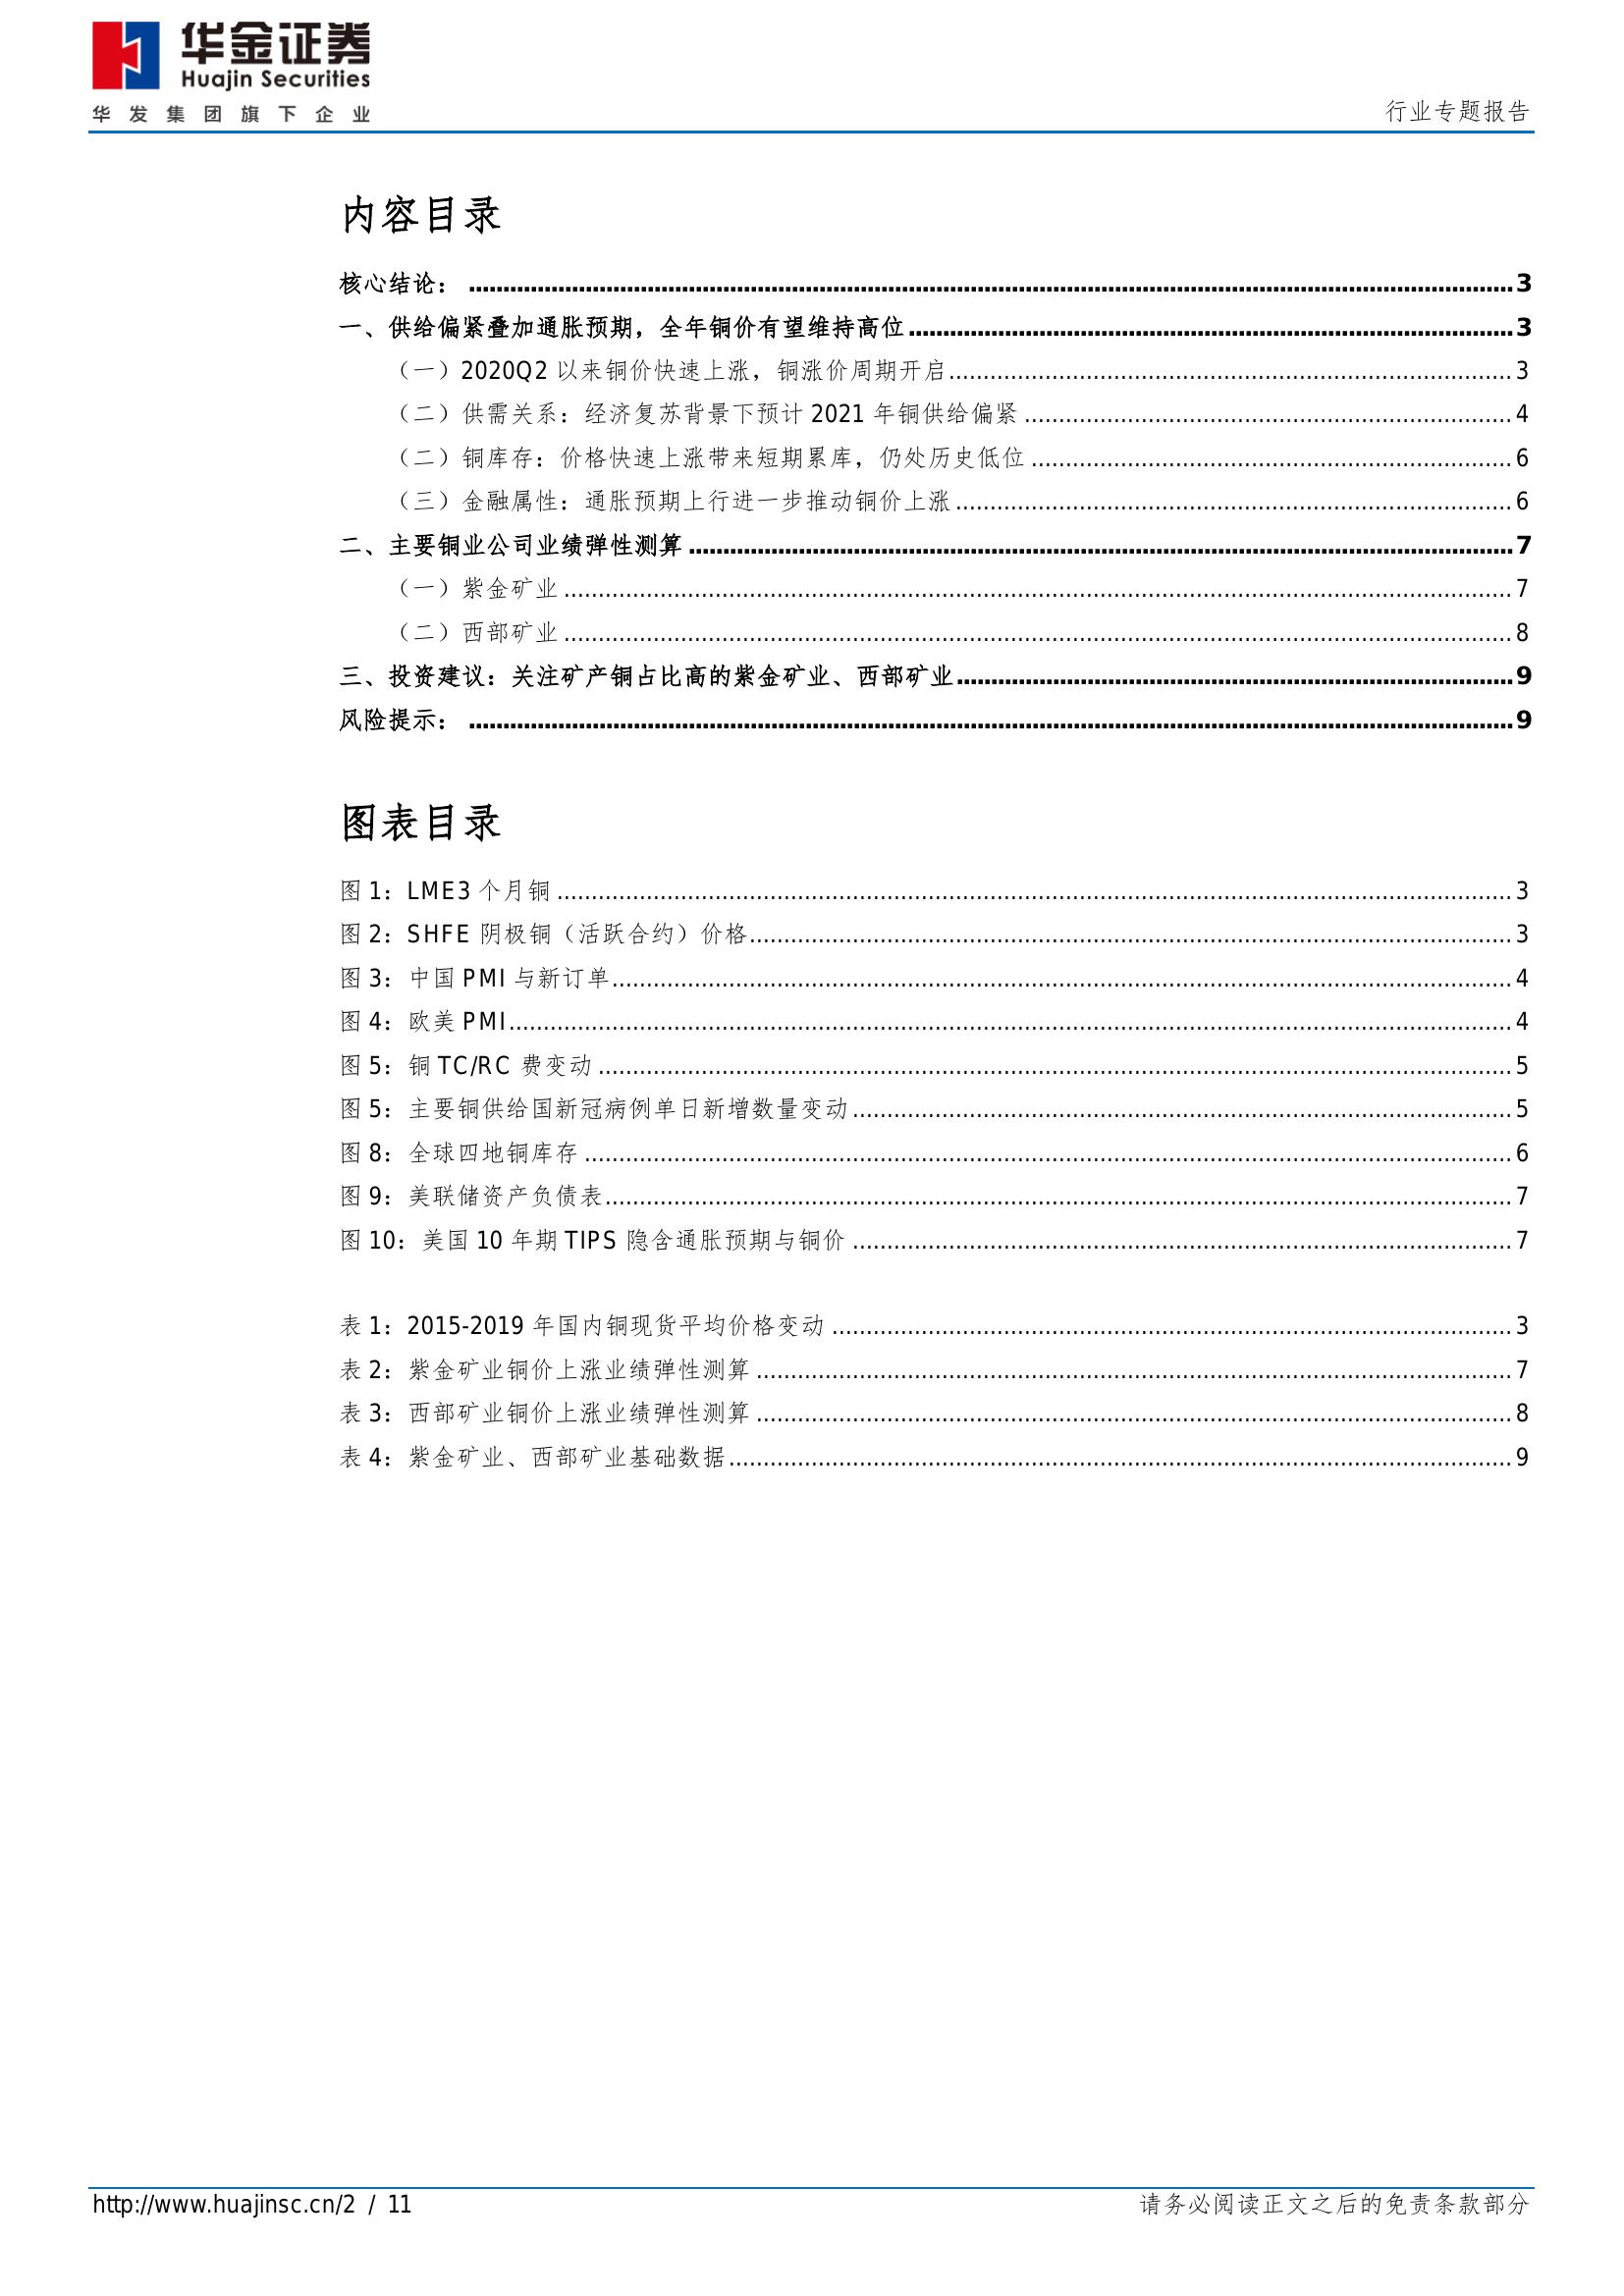 华金证券
Huajin Securities
华发集团旗下企业
行业专题报告
内容目录
核心结论： ........ 3
一、供给偏紧叠加通胀预期，全年铜价有望维持高位 ........ 3
（一）2020Q2 以来铜价快速上涨，铜涨价周期开启 ........ 3
（二）供需关系：经济复苏背景下预计 2021 年铜供给偏紧 ........ 4
（二）铜库存：价格快速上涨带来短期累库，仍处历史低位 ........ 6
（三）金融属性：通胀预期上行进一步推动铜价上涨 ........ 6
二、主要铜业公司业绩弹性测算 ........ 7
（一）紫金矿业 ........ 7
（二）西部矿业 ........ 8
三、投资建议：关注矿产铜占比高的紫金矿业、西部矿业 ........ 9
风险提示： ........ 9
图表目录
图 1：LME3 个月铜 ........ 3
图 2：SHFE 阴极铜（活跃合约）价格 ........ 3
图 3：中国 PMI 与新订单 ........ 4
图 4：欧美 PMI ........ 4
图 5：铜 TC/RC 费变动 ........ 5
图 5：主要铜供给国新冠病例单日新增数量变动 ........ 5
图 8：全球四地铜库存 ........ 6
图 9：美联储资产负债表 ........ 7
图 10：美国 10 年期 TIPS 隐含通胀预期与铜价 ........ 7
表 1：2015-2019 年国内铜现货平均价格变动 ........ 3
表 2：紫金矿业铜价上涨业绩弹性测算 ........ 7
表 3：西部矿业铜价上涨业绩弹性测算 ........ 8
表 4：紫金矿业、西部矿业基础数据 ........ 9
http://www.huajinsc.cn/2 / 11
请务必阅读正文之后的免责条款部分